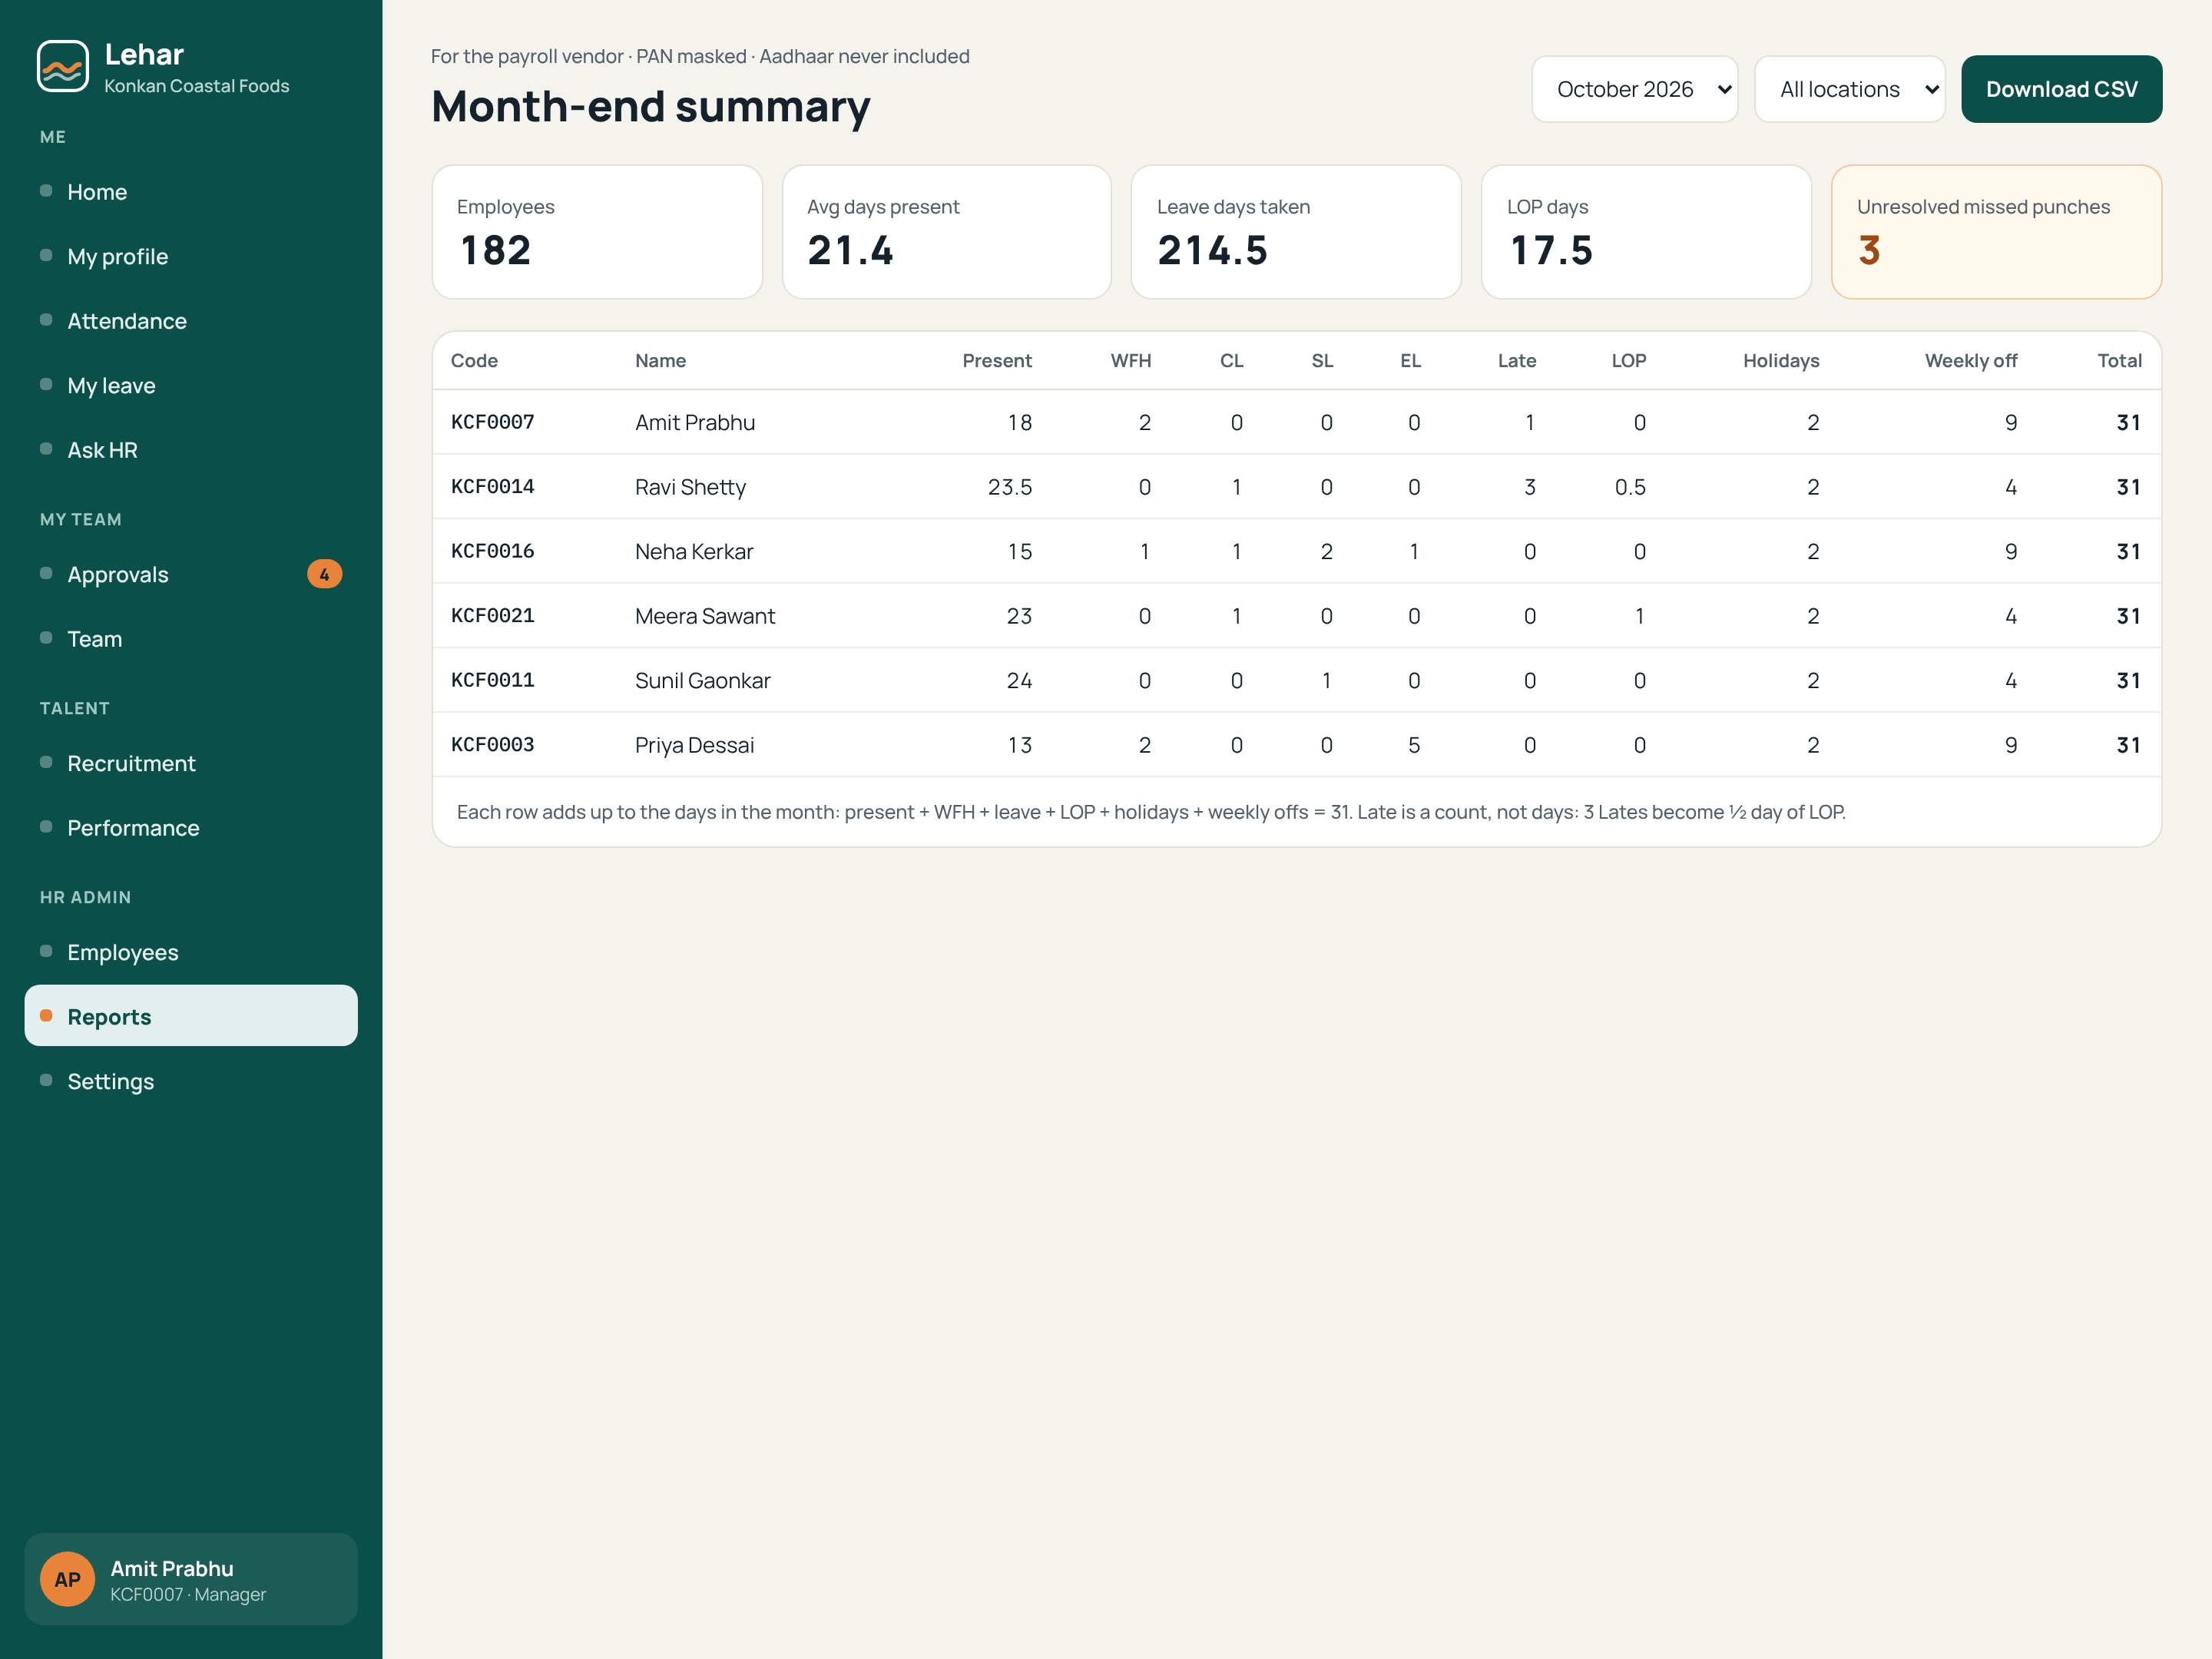 Lehar
Konkan Coastal Foods
ME
Home
My profile
Attendance
My leave
Ask HR
MY TEAM
Approvals 4
Team
TALENT
Recruitment
Performance
HR ADMIN
Employees
Reports
Settings
AP
Amit Prabhu
KCF0007 · Manager
For the payroll vendor · PAN masked · Aadhaar never included
Month-end summary
October 2026 All locations Download CSV
Employees
182
Avg days present
21.4
Leave days taken
214.5
LOP days
17.5
Unresolved missed punches
3
Code Name Present WFH CL SL EL Late LOP Holidays Weekly off Total
KCF0007 Amit Prabhu 18 2 0 0 0 1 0 2 9 31
KCF0014 Ravi Shetty 23.5 0 1 0 0 3 0.5 2 4 31
KCF0016 Neha Kerkar 15 1 1 2 1 0 0 2 9 31
KCF0021 Meera Sawant 23 0 1 0 0 0 1 2 4 31
KCF0011 Sunil Gaonkar 24 0 0 1 0 0 0 2 4 31
KCF0003 Priya Dessai 13 2 0 0 5 0 0 2 9 31
Each row adds up to the days in the month: present + WFH + leave + LOP + holidays + weekly offs = 31. Late is a count, not days: 3 Lates become ½ day of LOP.